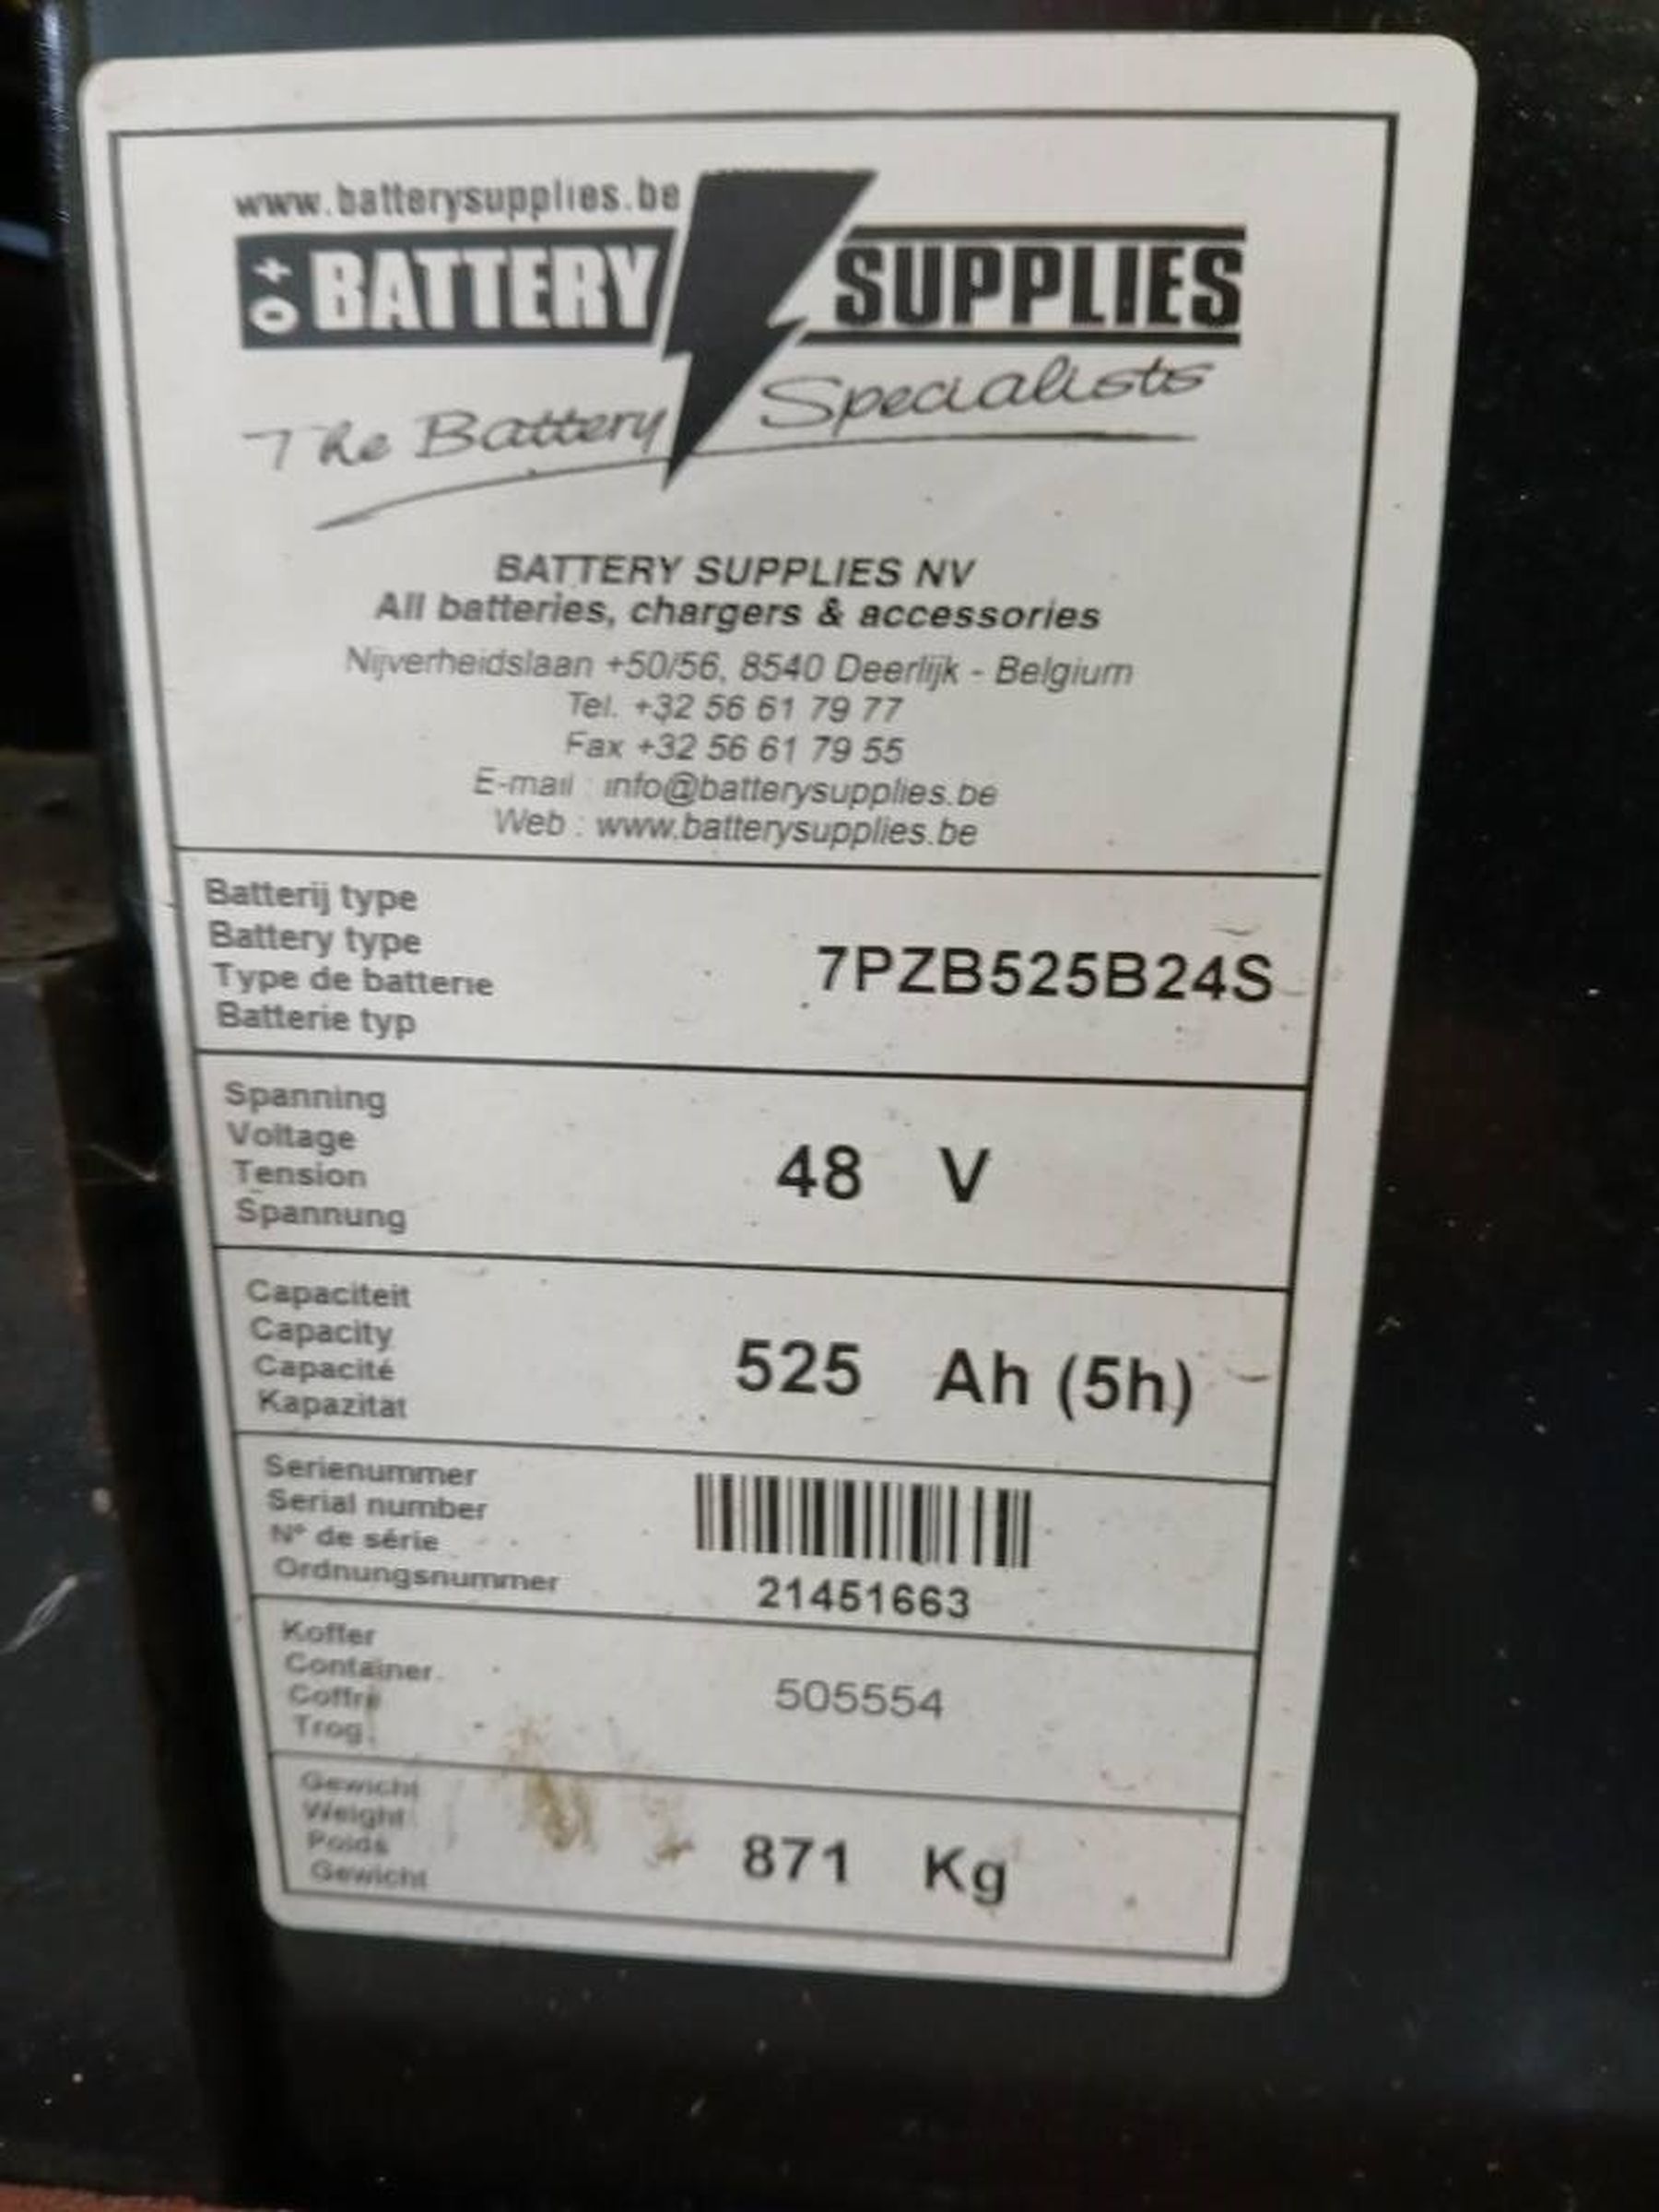 www.batterysupplies.be
BATTERY SUPPLIES
The Battery Specialists
BATTERY SUPPLIES NV
All batteries, chargers & accessories
Nijverheidslaan +50/56, 8540 Deerlijk - Belgium
Tel. +32 56 61 79 77
Fax +32 56 61 79 55
E-mail : info@batterysupplies.be
Web : www.batterysupplies.be
Batterij type
Battery type
Type de batterie
Batterie typ
7PZB525B24S
Spanning
Voltage
Tension
Spannung
48 V
Capaciteit
Capacity
Capacité
Kapazitat
525 Ah (5h)
Serienummer
Serial number
N° de série
Ordnungsnummer
21451663
Koffer
Container
Coffre
Trog
505554
Gewicht
Weight
Poids
Gewicht
871 Kg